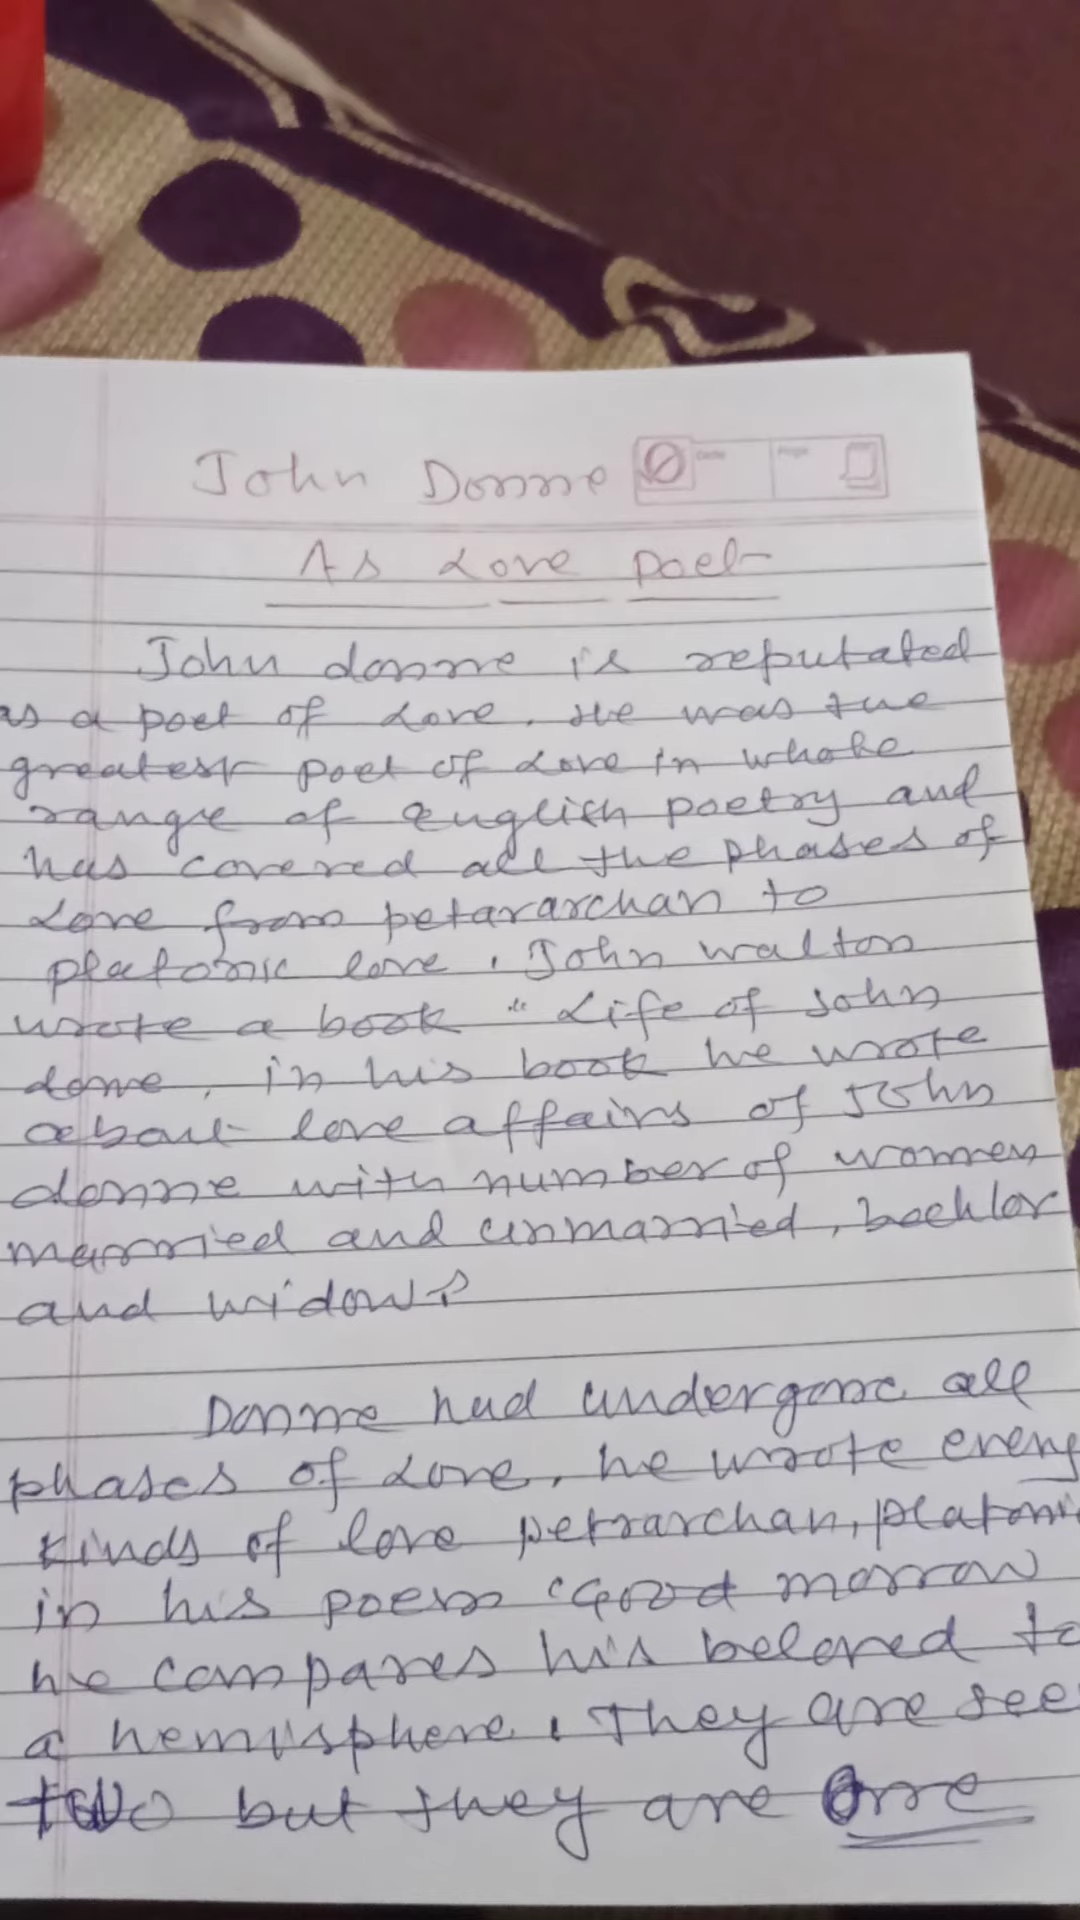 John Donne
As Love Poet
John donne is reputated
as a poet of Love. He was the
greatest poet of Love in whole
range of English poetry and
has covered all the phases of
Love from petararchan to
platonic love. John walton
wrote a book " Life of John
donne, in his book he wrote
about love affairs of John
donne with number of women
married and unmarried, bachlor
and widows
Donne had undergone all
phases of Love, he wrote every
kinds of love petrarchan, platonic
in his poem 'Good morrow
he compares his beloved to
a hemisphere. They are see
two but they are One